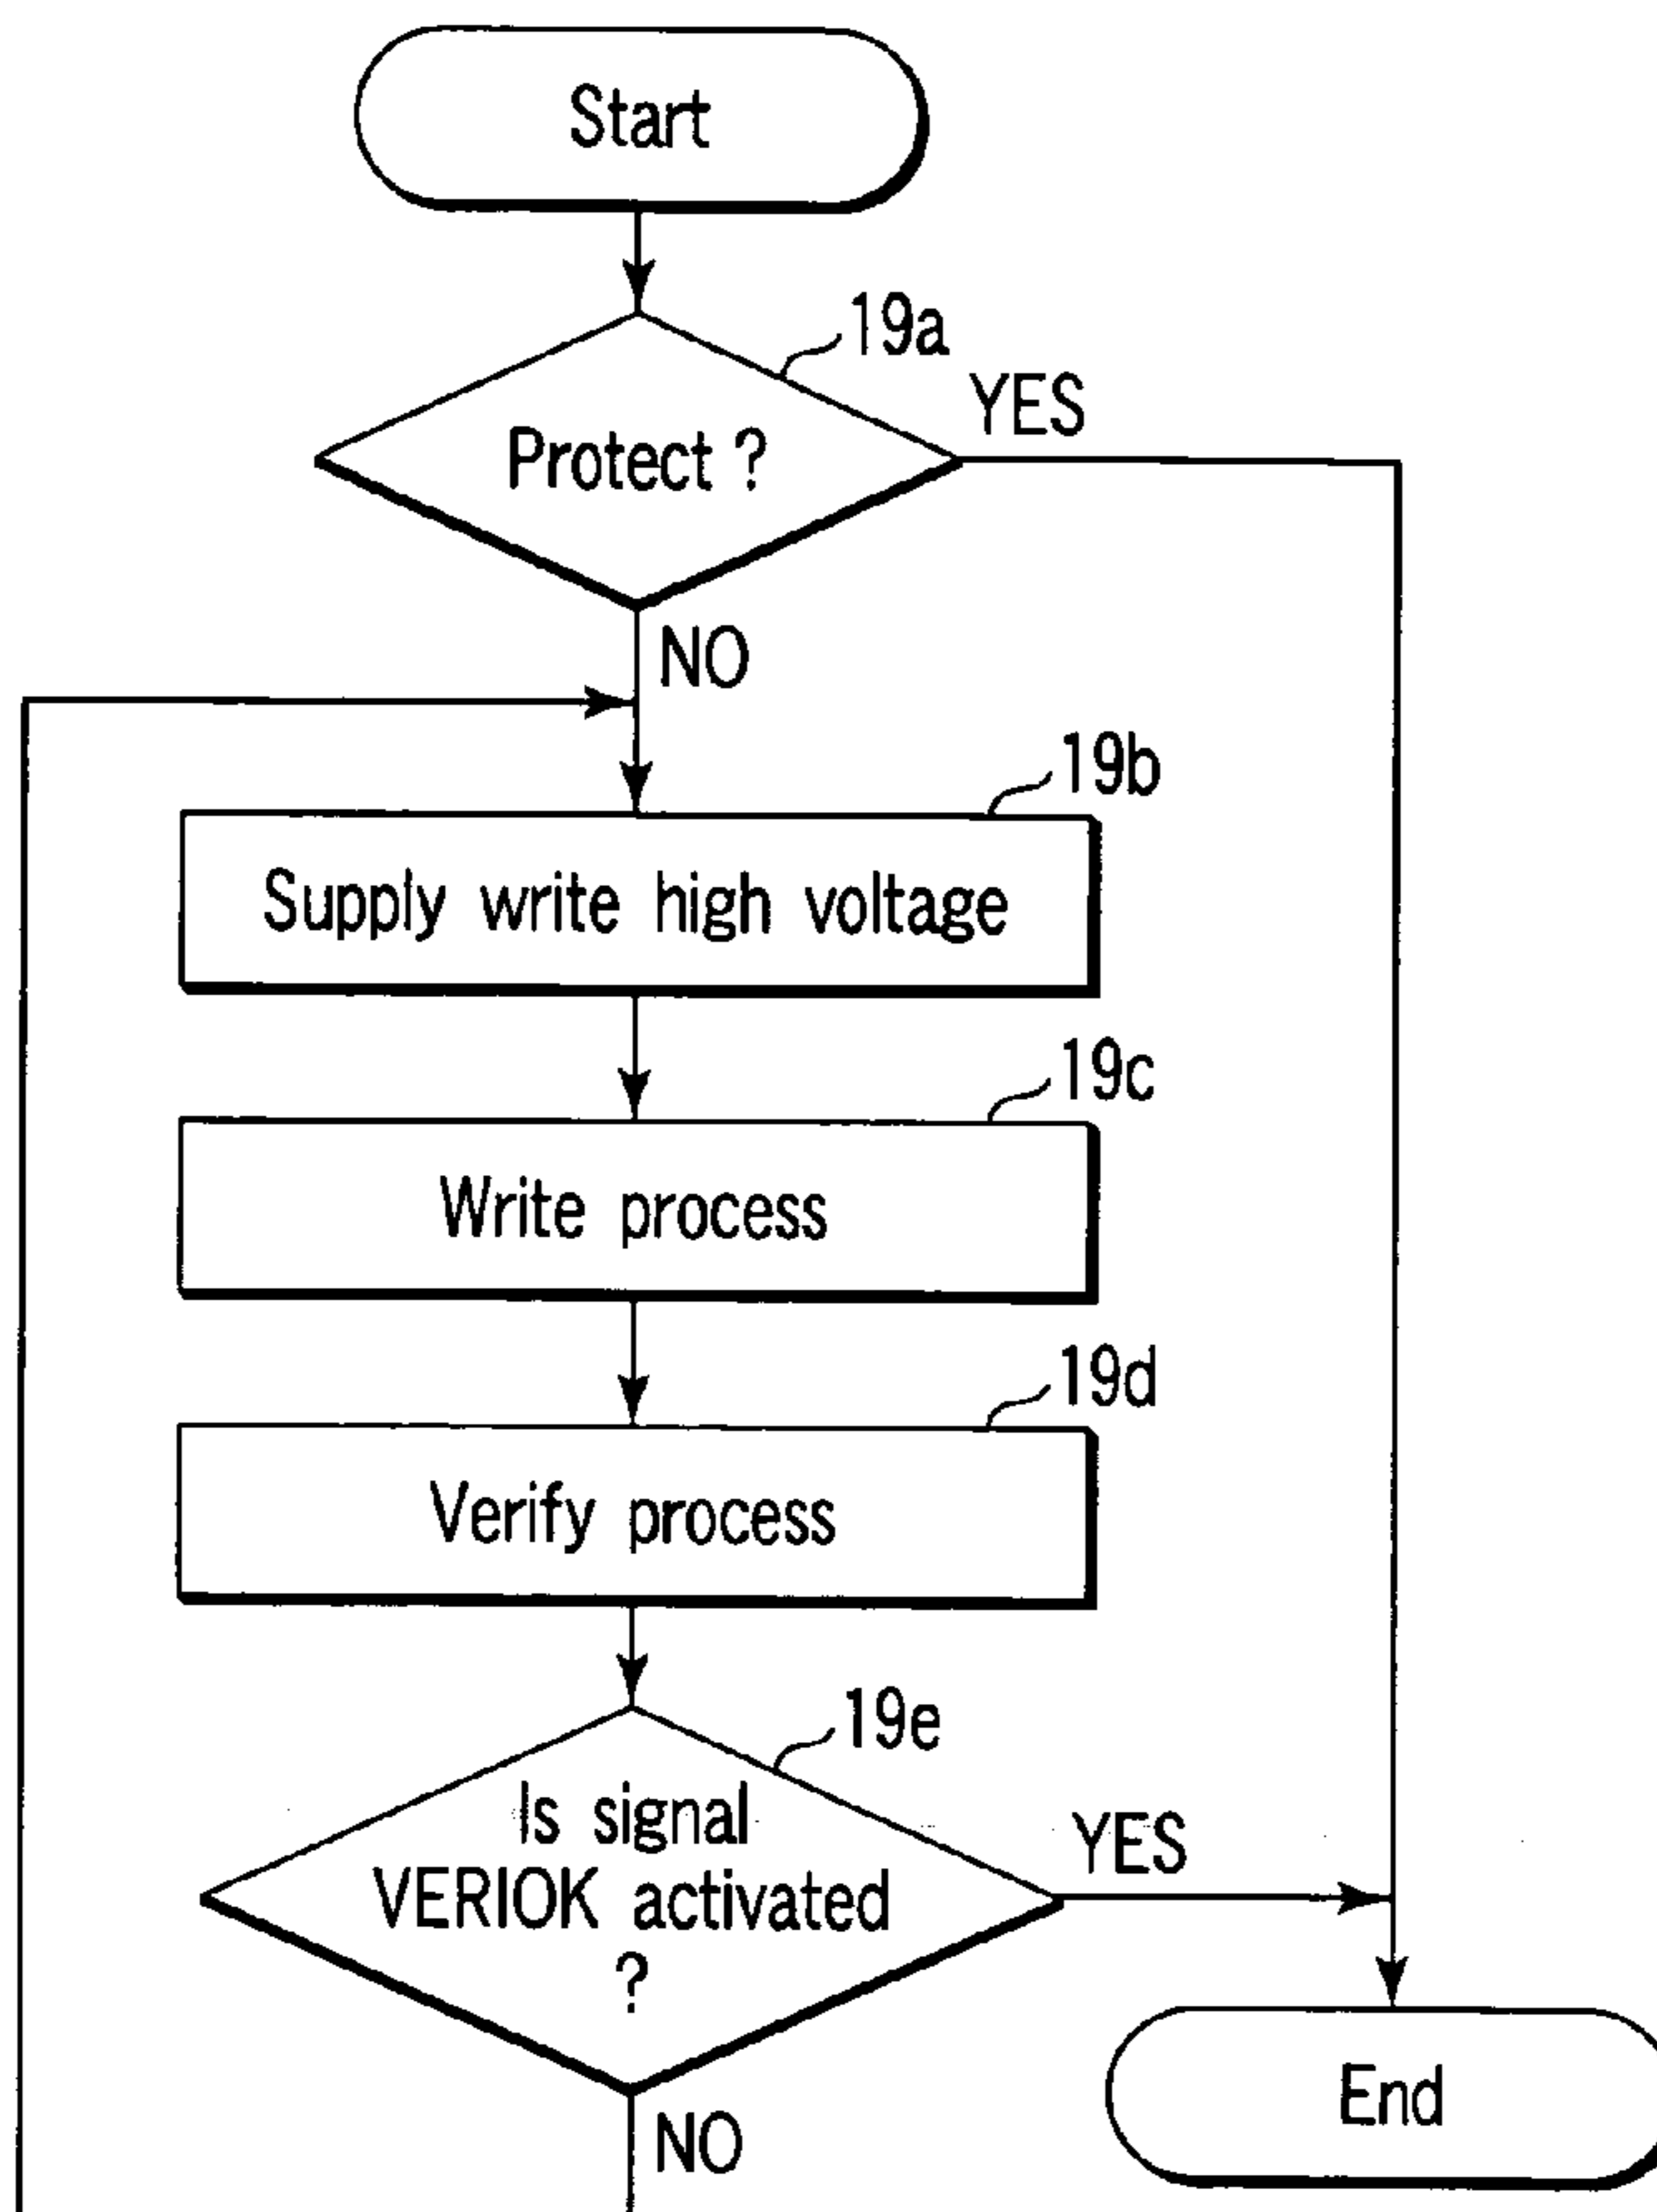 Start
19a
YES
Protect ?
NO
19b
Supply write high voltage
19c
Write process
19d
Verify process
19e
Is signal
VERIOK activated
?
YES
End
NO